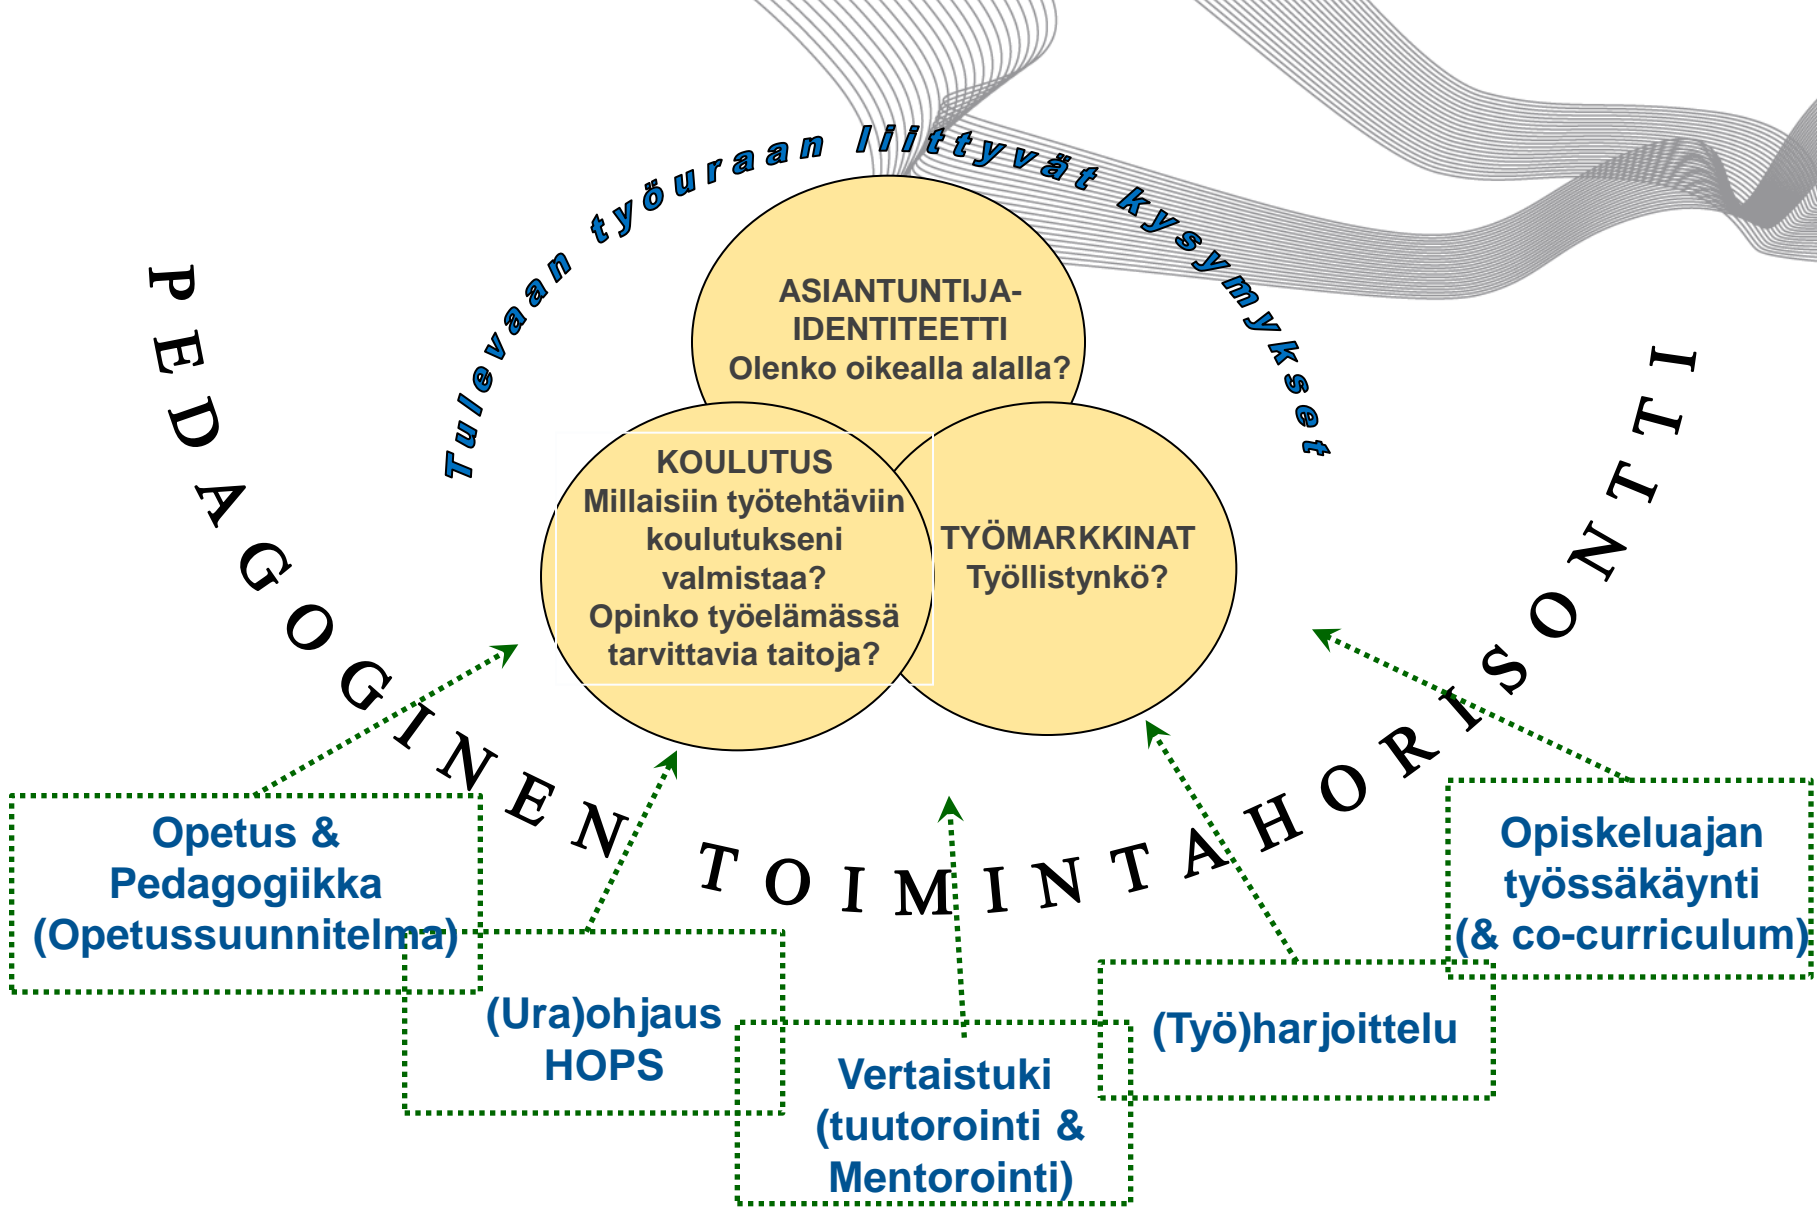 Tulevaan työuraan liittyvät kysymykset
ASIANTUNTIJA-
IDENTITEETTI
Olenko oikealla alalla?
KOULUTUS
Millaisiin työtehtäviin
koulutukseni
valmistaa?
Opinko työelämässä
tarvittavia taitoja?
TYÖMARKKINAT
Työllistynkö?
PEDAGOGINEN TOIMINTAHORISONTTI
Opetus &
Pedagogiikka
(Opetussuunnitelma)
(Ura)ohjaus
HOPS
Vertaistuki
(tuutorointi &
Mentorointi)
(Työ)harjoittelu
Opiskeluajan
työssäkäynti
(& co-curriculum)